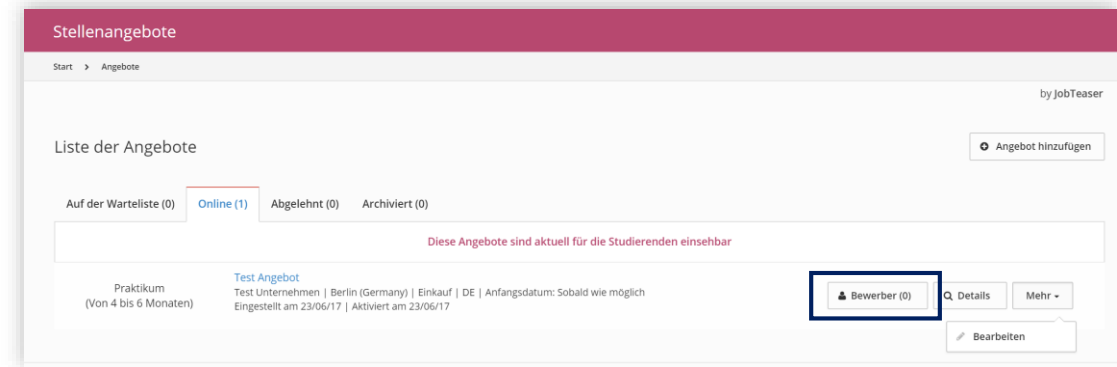 Stellenangebote
Start > Angebote
by JobTeaser
Liste der Angebote
Angebot hinzufügen
Auf der Warteliste (0) Online (1) Abgelehnt (0) Archiviert (0)
Diese Angebote sind aktuell für die Studierenden einsehbar
Praktikum
(Von 4 bis 6 Monaten)
Test Angebot
Test Unternehmen | Berlin (Germany) | Einkauf | DE | Anfangsdatum: Sobald wie möglich
Eingestellt am 23/06/17 | Aktiviert am 23/06/17
Bewerber (0) Details Mehr
Bearbeiten